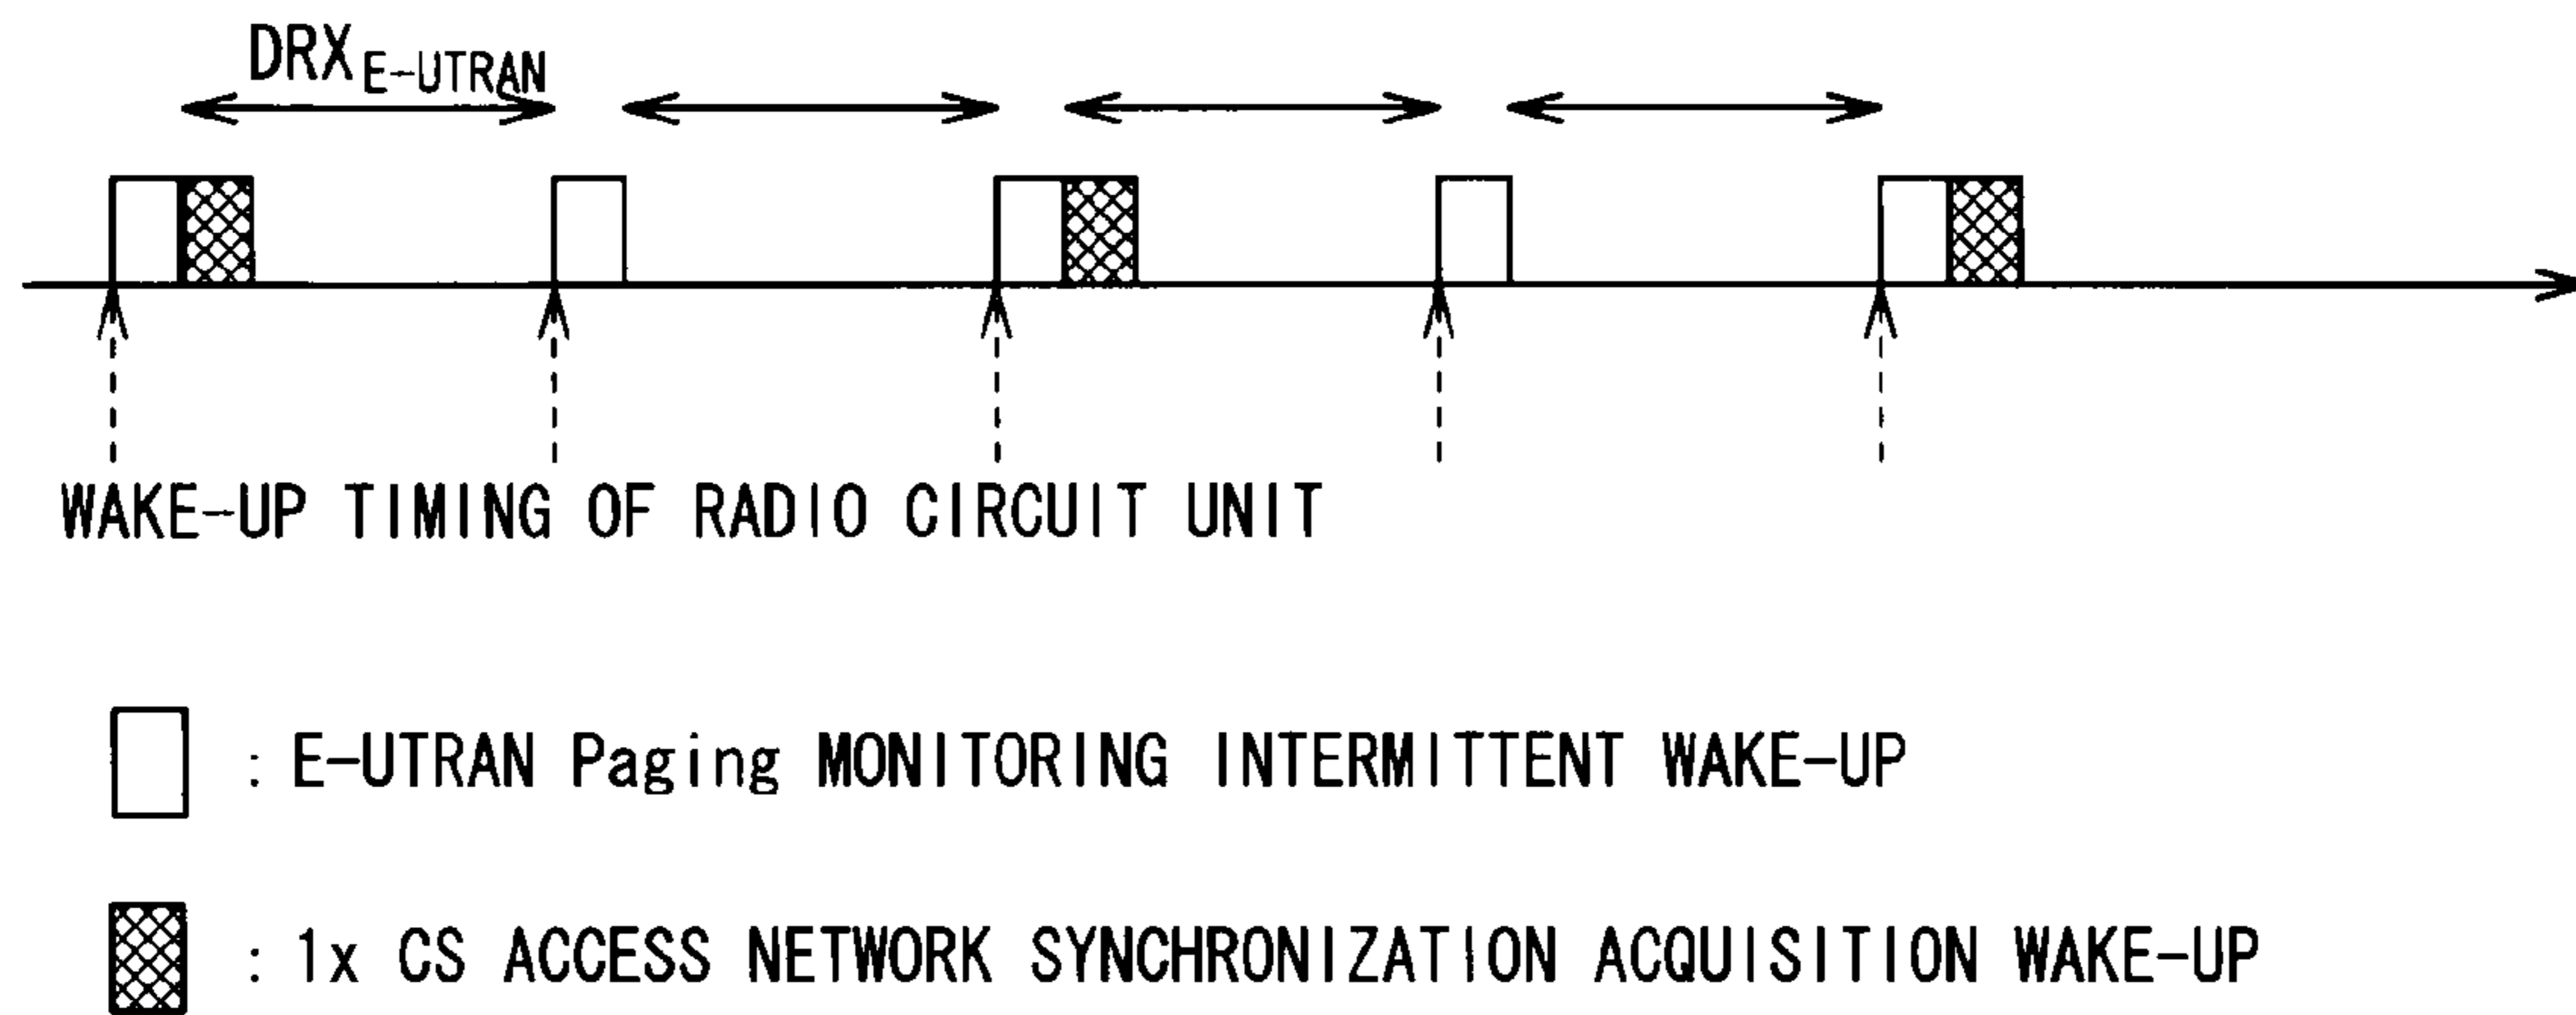 DRX E-UTRAN
WAKE-UP TIMING OF RADIO CIRCUIT UNIT
: E-UTRAN Paging MONITORING INTERMITTENT WAKE-UP
: 1x CS ACCESS NETWORK SYNCHRONIZATION ACQUISITION WAKE-UP